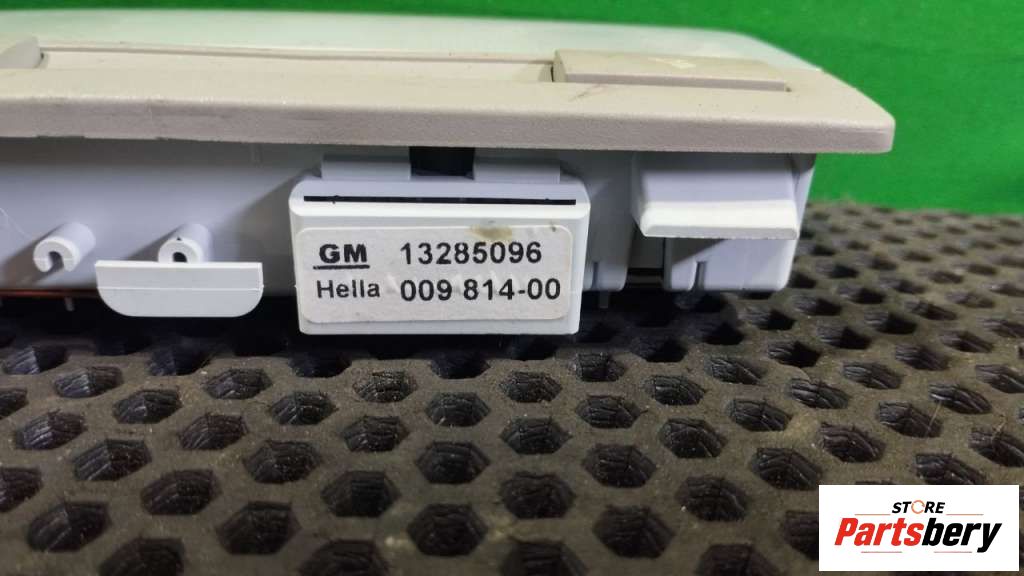 GM 13285096
Hella 009 814-00
STORE
Partsbery